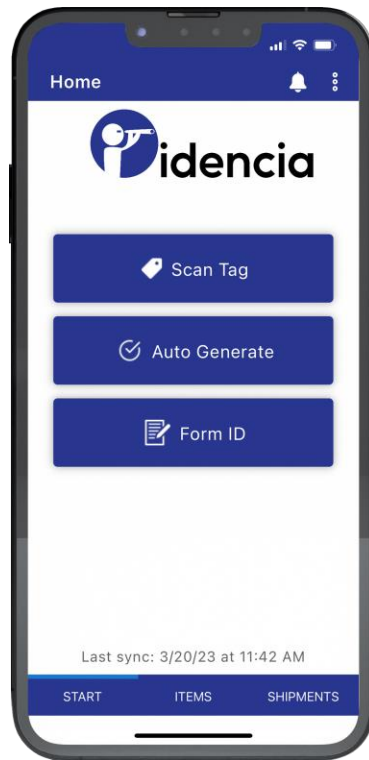 Home
idencia
Scan Tag
Auto Generate
Form ID
Last sync: 3/20/23 at 11:42 AM
START ITEMS SHIPMENTS